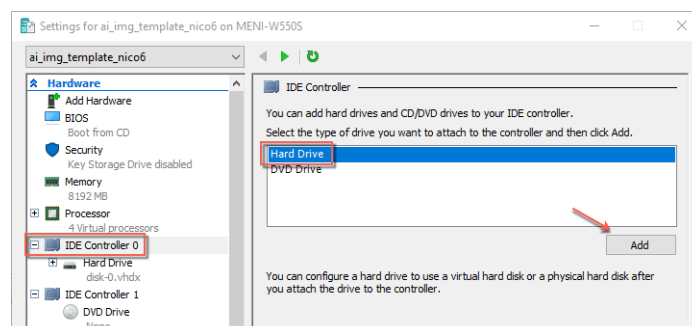 Settings for ai_img_template_nico6 on MENI-W550S
ai_img_template_nico6
Hardware
Add Hardware
BIOS
Boot from CD
Security
Key Storage Drive disabled
Memory
8192 MB
Processor
4 Virtual processors
IDE Controller 0
Hard Drive
disk-0.vhdx
IDE Controller 1
DVD Drive
None
IDE Controller
You can add hard drives and CD/DVD drives to your IDE controller.
Select the type of drive you want to attach to the controller and then click Add.
Hard Drive
DVD Drive
Add
You can configure a hard drive to use a virtual hard disk or a physical hard disk after
you attach the drive to the controller.